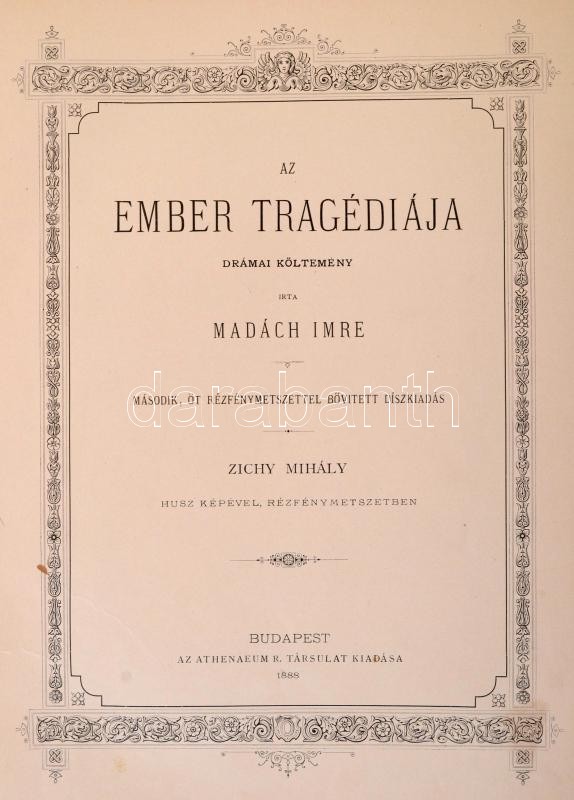 AZ
EMBER TRAGÉDIÁJA
DRÁMAI KÖLTEMÉNY
IRTA
MADÁCH IMRE
MÁSODIK, ÖT RÉZFÉNYMETSZETTEL BŐVITETT DÍSZKIADÁS
darabanth
ZICHY MIHÁLY
HUSZ KÉPÉVEL, RÉZFÉNYMETSZETBEN
BUDAPEST
AZ ATHENAEUM R. TÁRSULAT KIADÁSA
1888